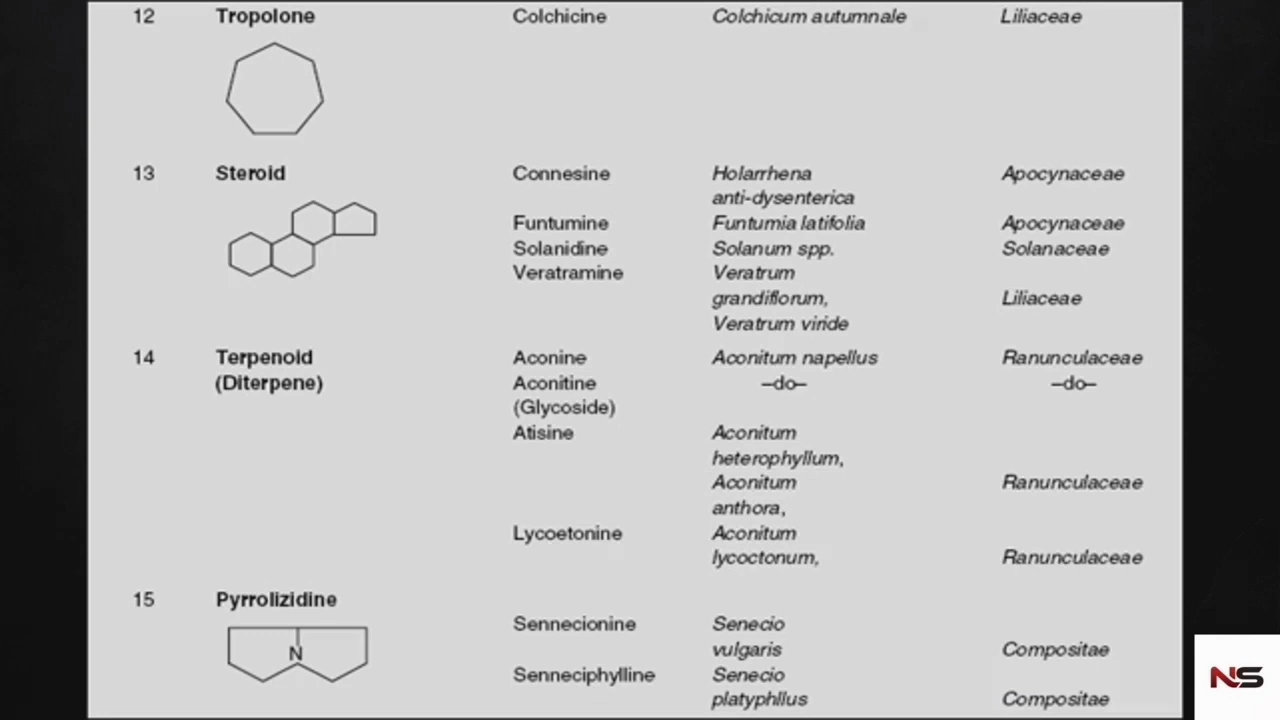 12 Tropolone Colchicine Colchicum autumnale Liliaceae
13 Steroid Connesine Holarrhena Apocynaceae
anti-dysenterica
Funtumine Funtumia latifolia Apocynaceae
Solanidine Solanum spp. Solanaceae
Veratramine Veratrum
grandiflorum, Liliaceae
Veratrum viride
14 Terpenoid Aconine Aconitum napellus Ranunculaceae
(Diterpene) Aconitine –do– –do–
(Glycoside)
Atisine Aconitum
heterophyllum,
Aconitum Ranunculaceae
anthora,
Lycoetonine Aconitum
lycoctonum, Ranunculaceae
15 Pyrrolizidine
Sennecionine Senecio
N vulgaris Compositae
Senneciphylline Senecio
platyphllus Compositae
NS